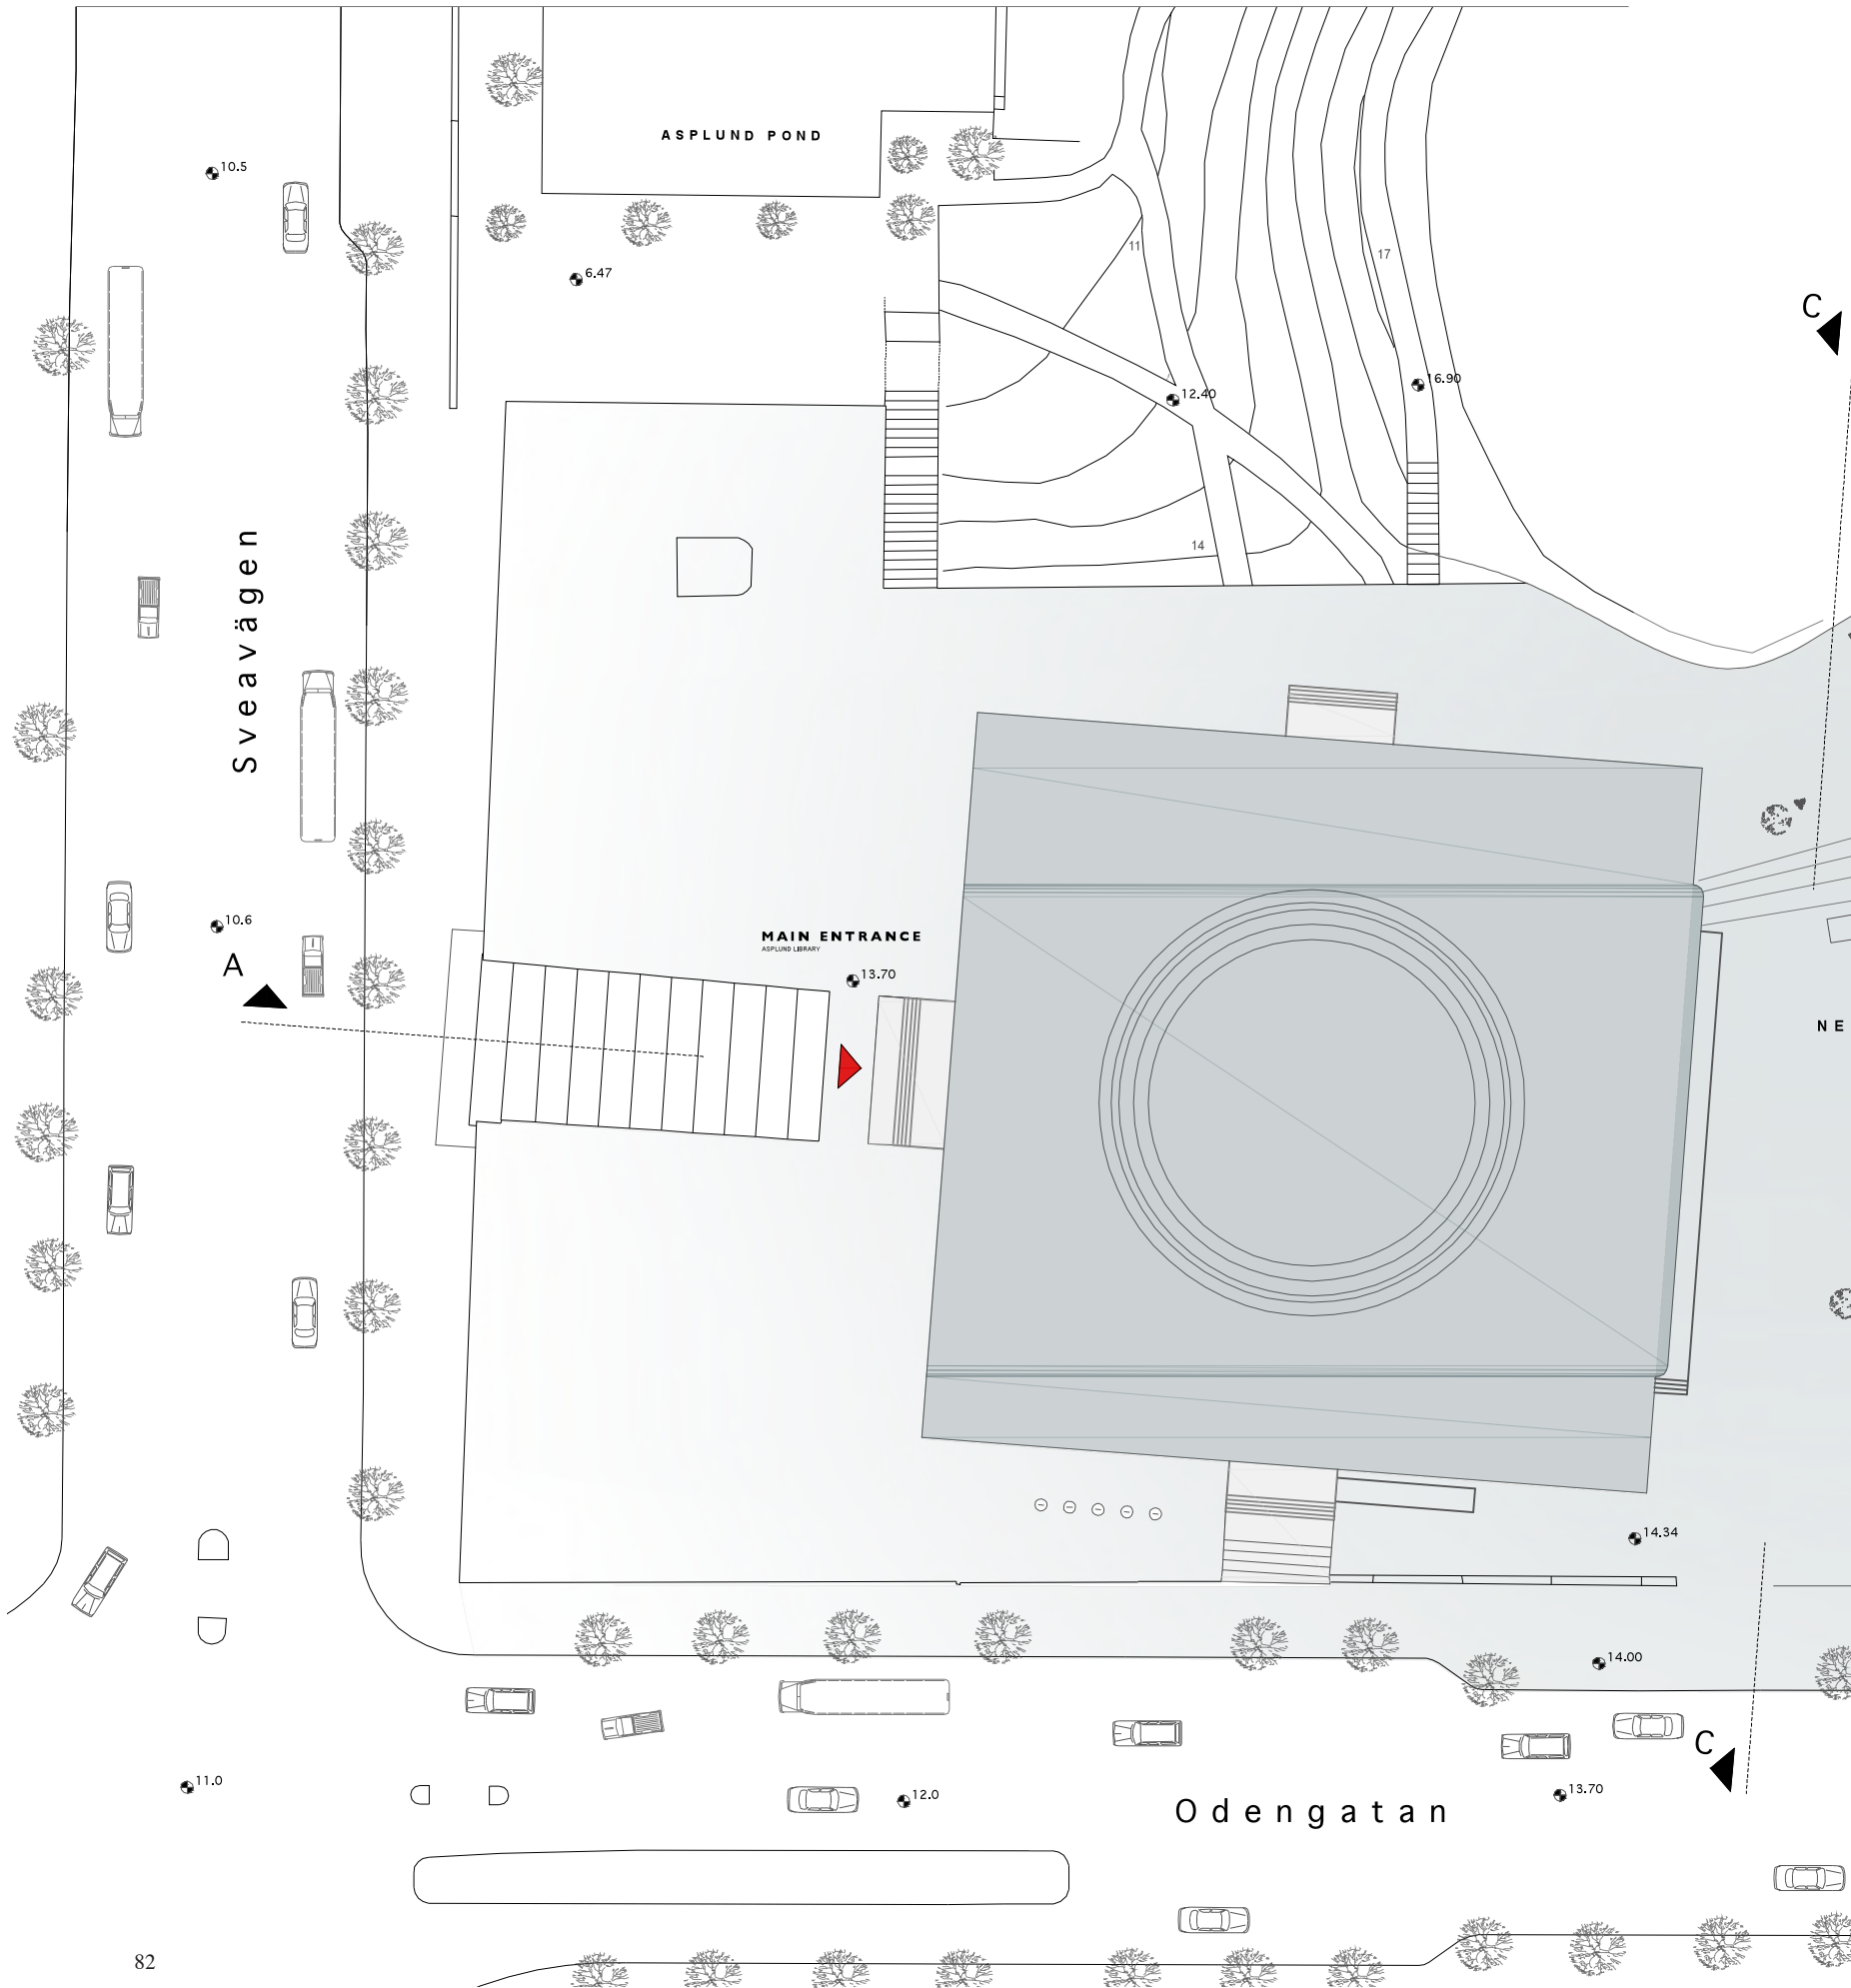 ASPLUND POND
10.5
6.47
11
17
C
16.90
12.40
Sveavägen
14
10.6
MAIN ENTRANCE
ASPLUND LIBRARY
A
13.70
NE
14.34
14.00
C
11.0
12.0
13.70
Odengatan
82